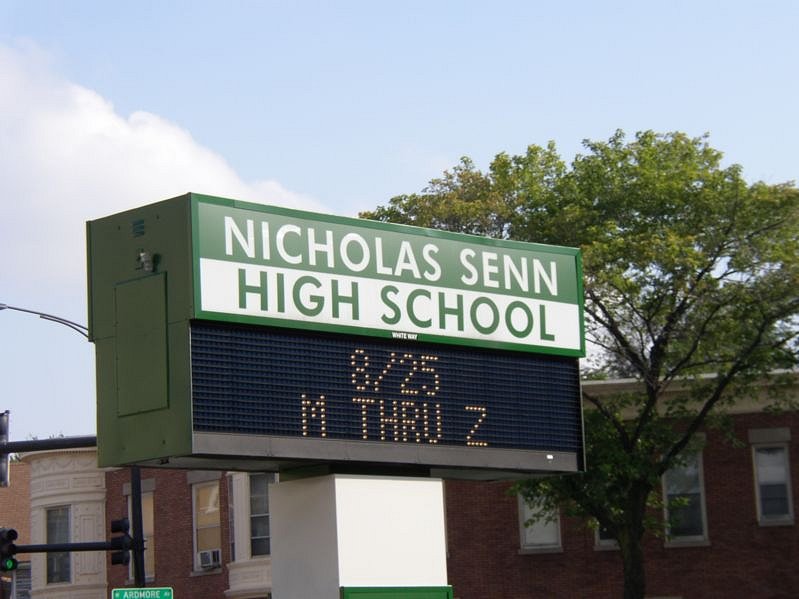 NICHOLAS SENN
HIGH SCHOOL
WHITE WAY
8/25
M THRU Z
ARDMORE